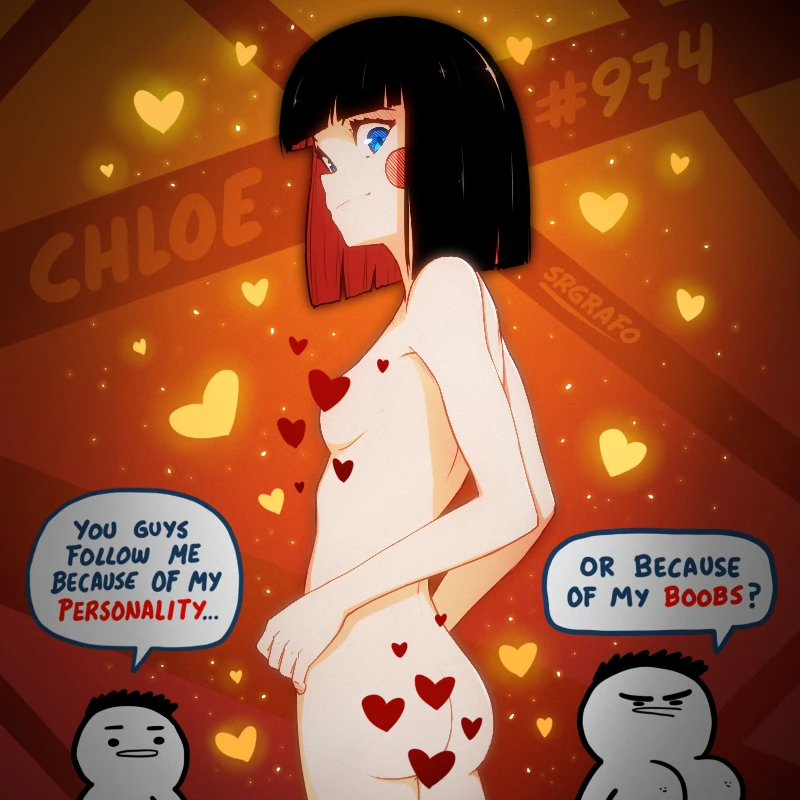 #974
CHLOE
SRGRAFO
YOU GUYS
FOLLOW ME
BECAUSE OF MY
PERSONALITY...
OR BECAUSE
OF MY BOOBS?